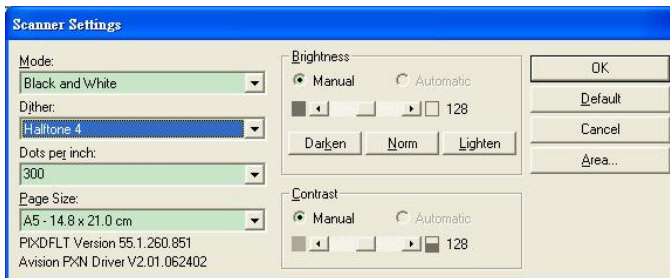 Scanner Settings
Mode:
Black and White
Dither:
Halftone 4
Dots per inch:
300
Page Size:
A5 - 14.8 x 21.0 cm
PIXDFLT Version 55.1.260.851
Avision PXN Driver V2.01.062402
Brightness
Manual Automatic
128
Darken Norm Lighten
Contrast
Manual Automatic
128
OK
Default
Cancel
Area...